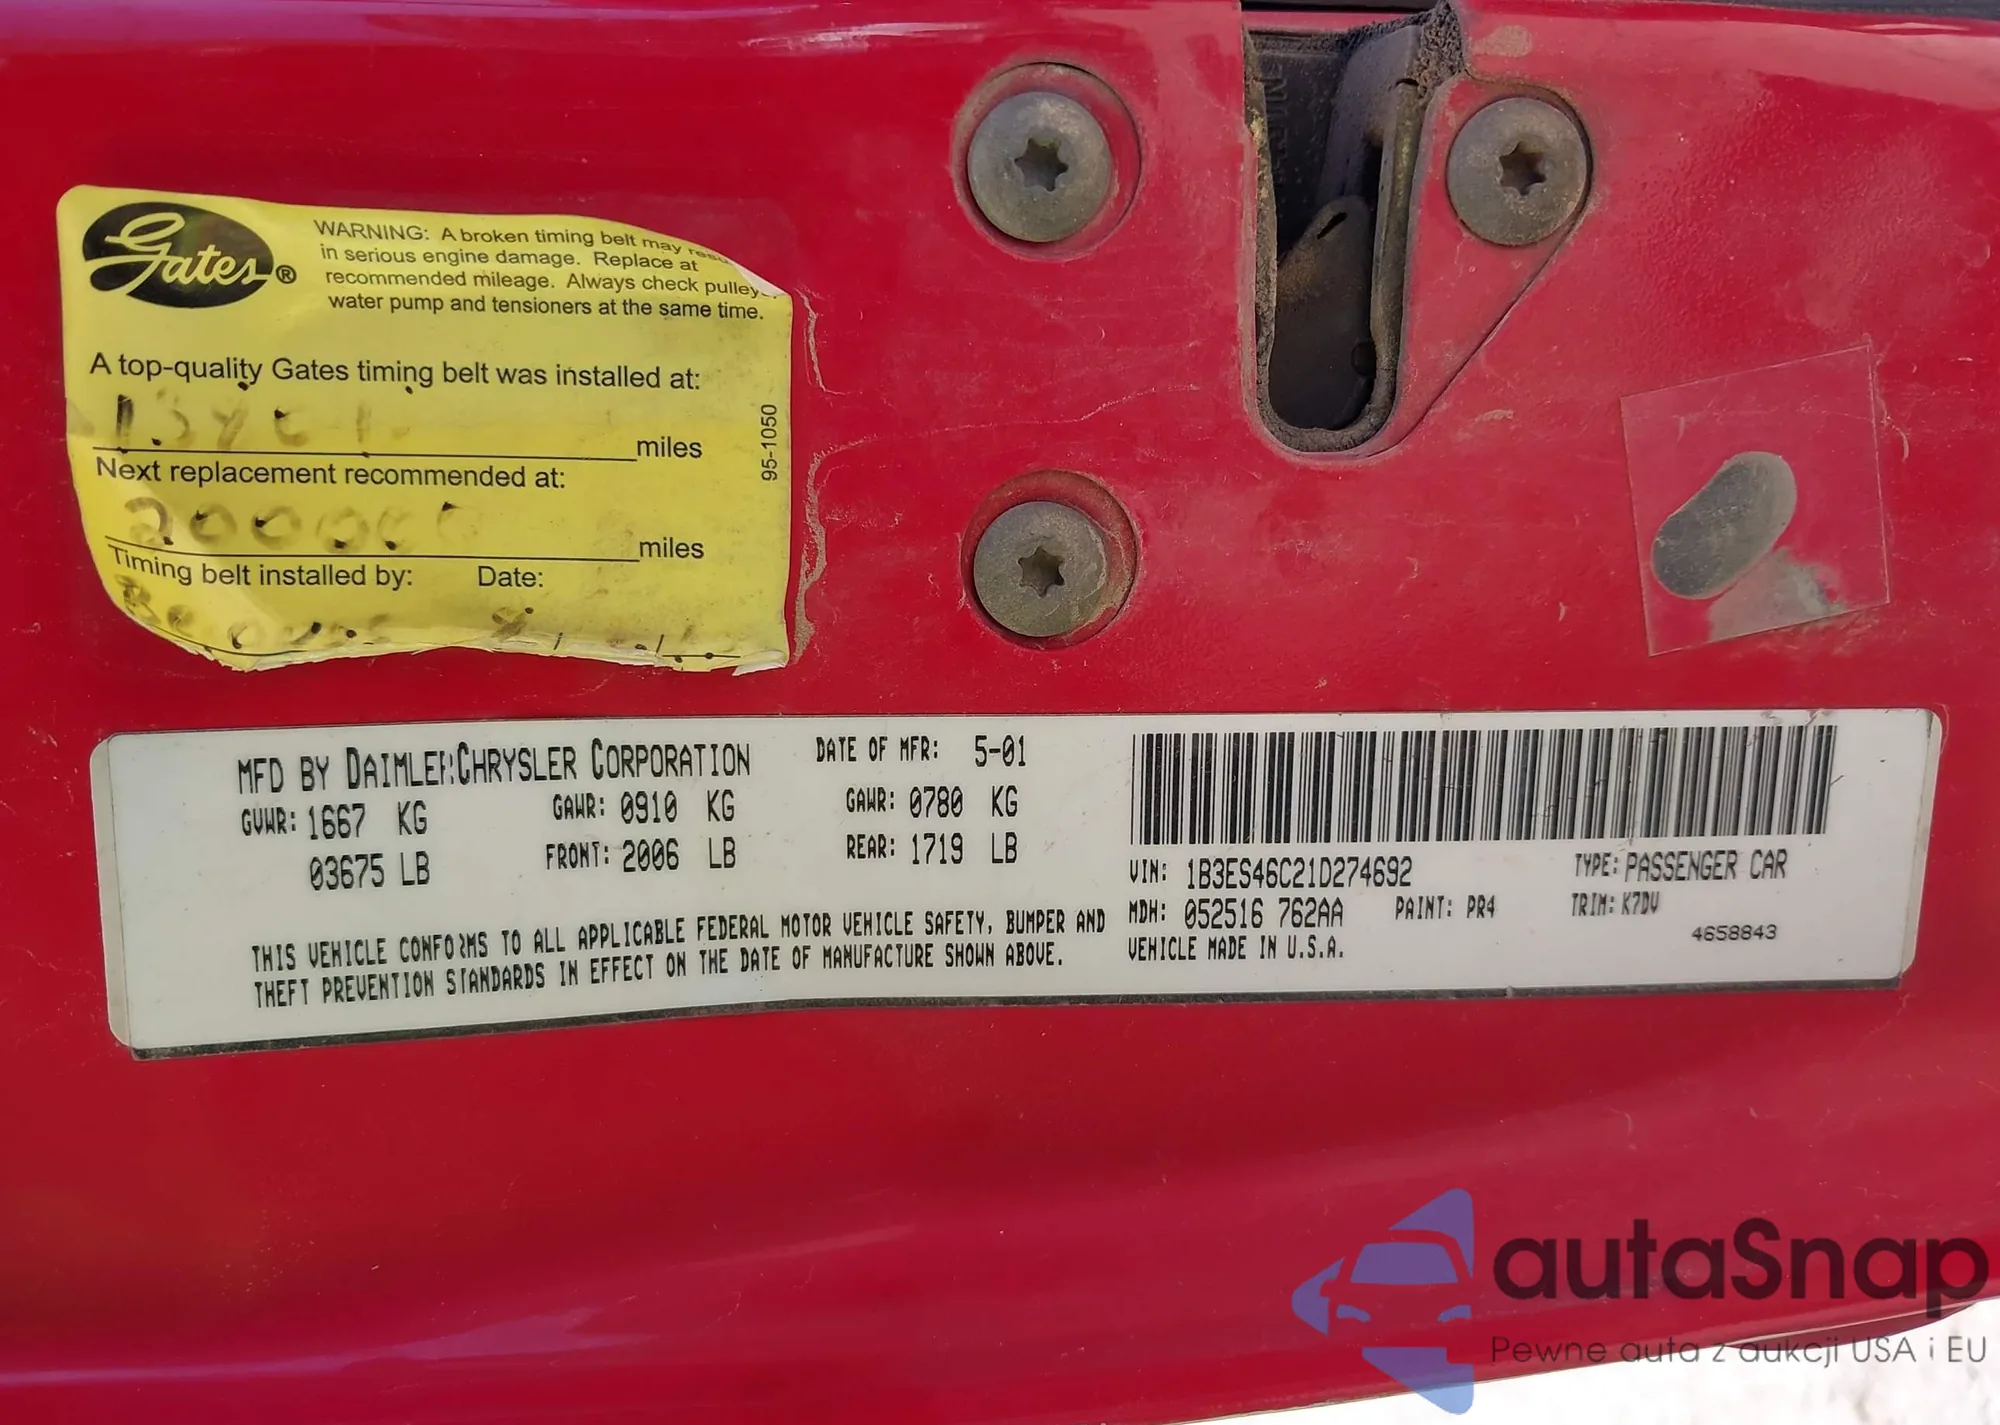 Gates®
WARNING: A broken timing belt may
in serious engine damage. Replace at
recommended mileage. Always check pulleys,
water pump and tensioners at the same time.
A top-quality Gates timing belt was installed at:
miles
Next replacement recommended at:
200000 miles
Timing belt installed by: Date:
95-1050
MFD BY DAIMLERCHRYSLER CORPORATION DATE OF MFR: 5-01
GVWR: 1667 KG GAWR: 0910 KG GAWR: 0780 KG
03675 LB FRONT: 2006 LB REAR: 1719 LB
THIS VEHICLE CONFORMS TO ALL APPLICABLE FEDERAL MOTOR VEHICLE SAFETY, BUMPER AND
THEFT PREVENTION STANDARDS IN EFFECT ON THE DATE OF MANUFACTURE SHOWN ABOVE.
VIN: 1B3ES46C21D274692 TYPE: PASSENGER CAR
MDH: 052516 762AA PAINT: PR4 TRIM: K7DV
VEHICLE MADE IN U.S.A. 4658843
autaSnap
Pewne auta z aukcji USA i EU